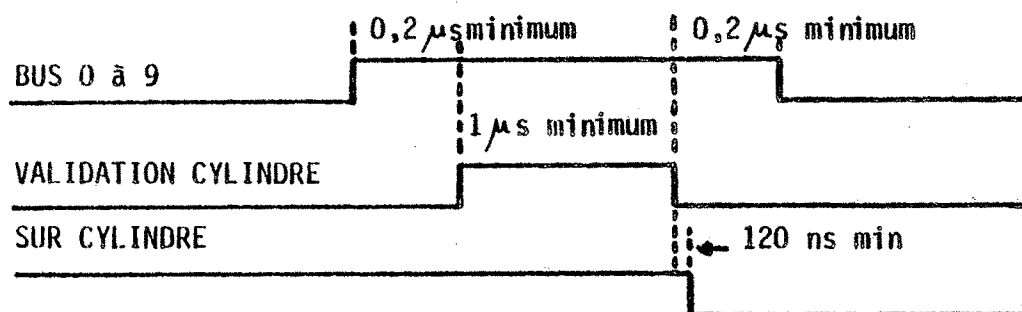 0,2 µs minimum 0,2 µs minimum
BUS 0 à 9
1 µs minimum
VALIDATION CYLINDRE
SUR CYLINDRE
120 ns min